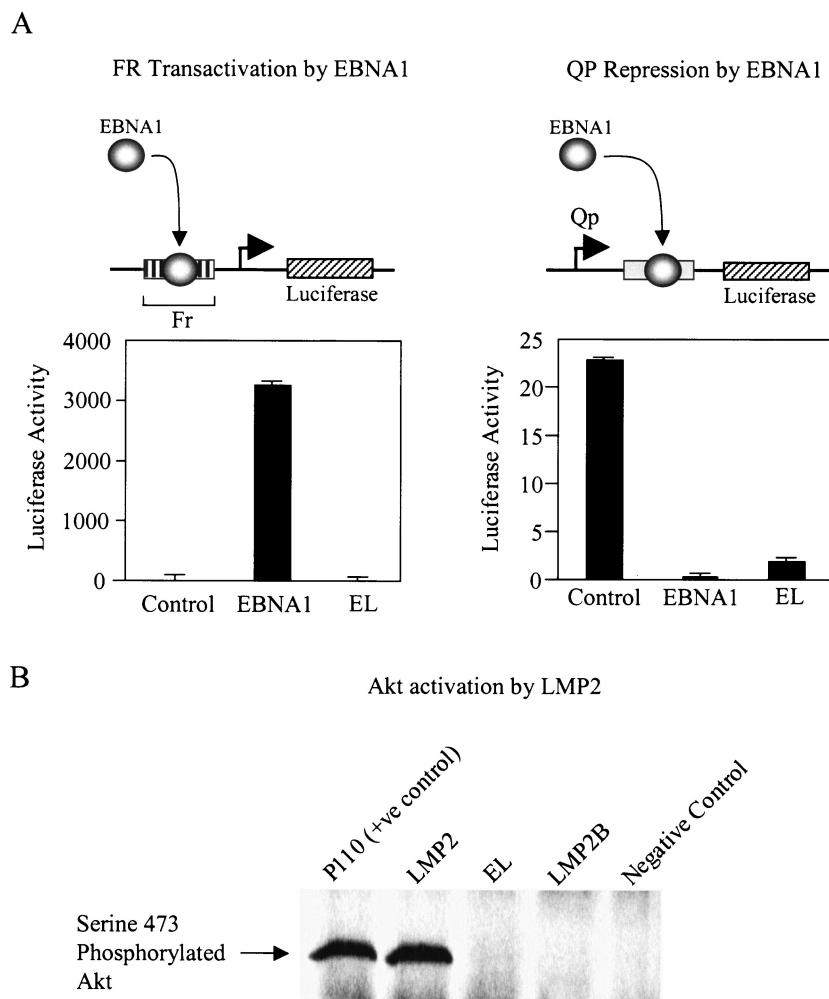 A
FR Transactivation by EBNA1
EBNA1
Luciferase
Fr
4000
3000
2000
1000
0
Luciferase Activity
Control
EBNA1
EL
QP Repression by EBNA1
EBNA1
Qp
Luciferase
25
20
15
10
5
0
Luciferase Activity
Control
EBNA1
EL
B
Akt activation by LMP2
P110 (+ve control)
LMP2
EL
LMP2B
Negative Control
Serine 473
Phosphorylated
Akt